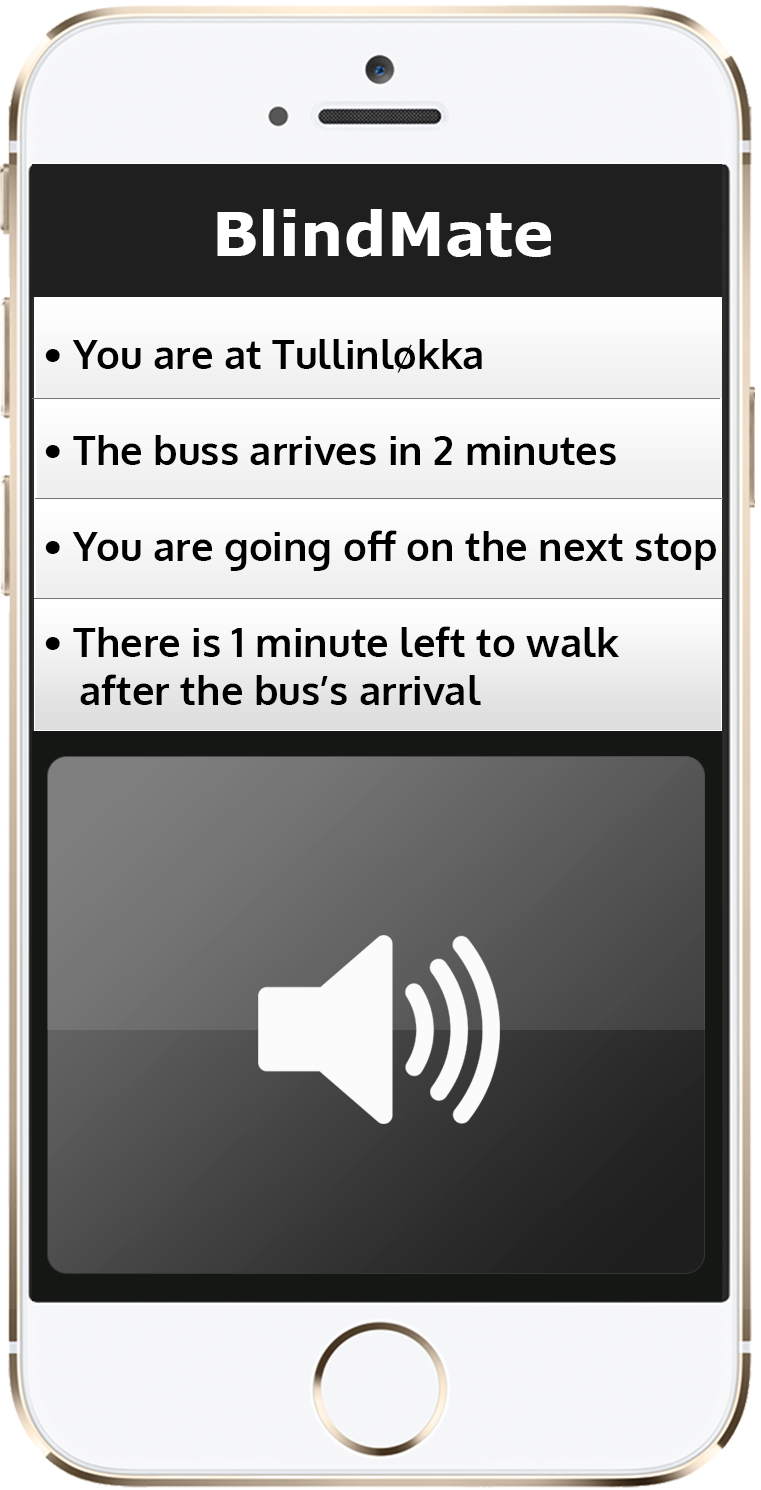 BlindMate
• You are at Tullinløkka
• The buss arrives in 2 minutes
• You are going off on the next stop
• There is 1 minute left to walk
after the bus’s arrival